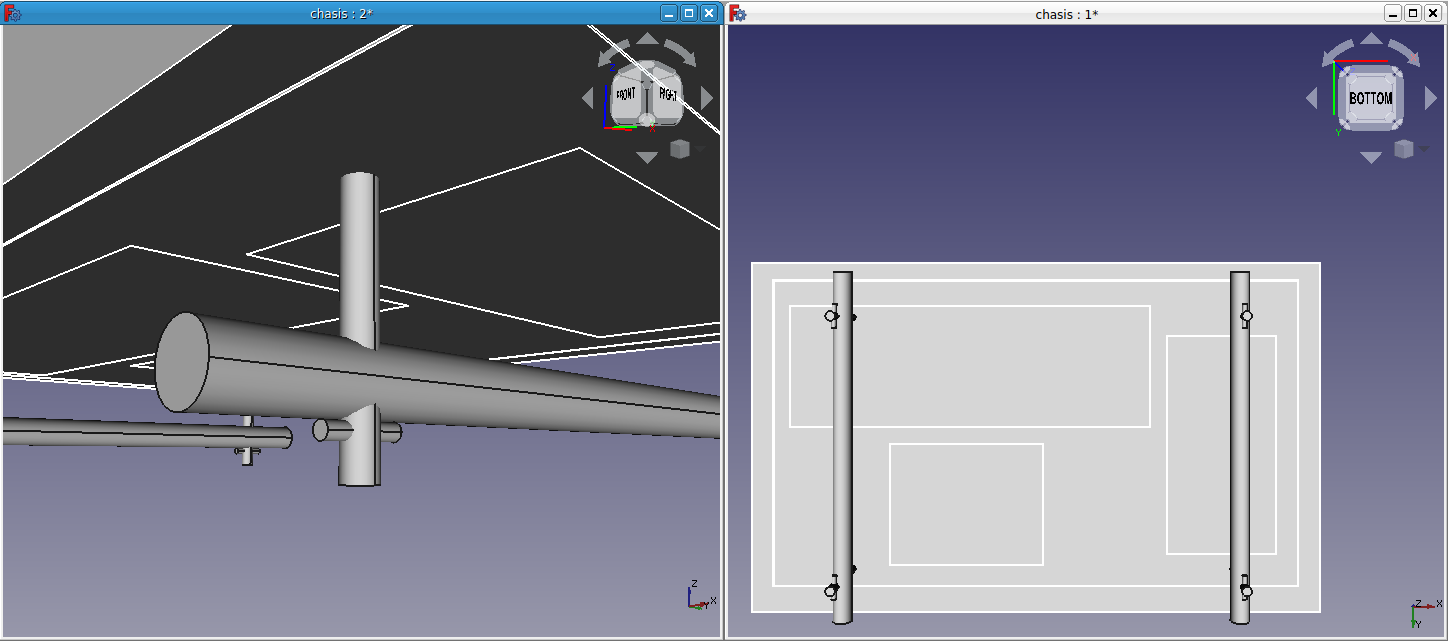 chasis : 2*
chasis : 1*
FRONT
RIGHT
Z
X
BOTTOM
Y
Z
X
Y
Z
X
Y